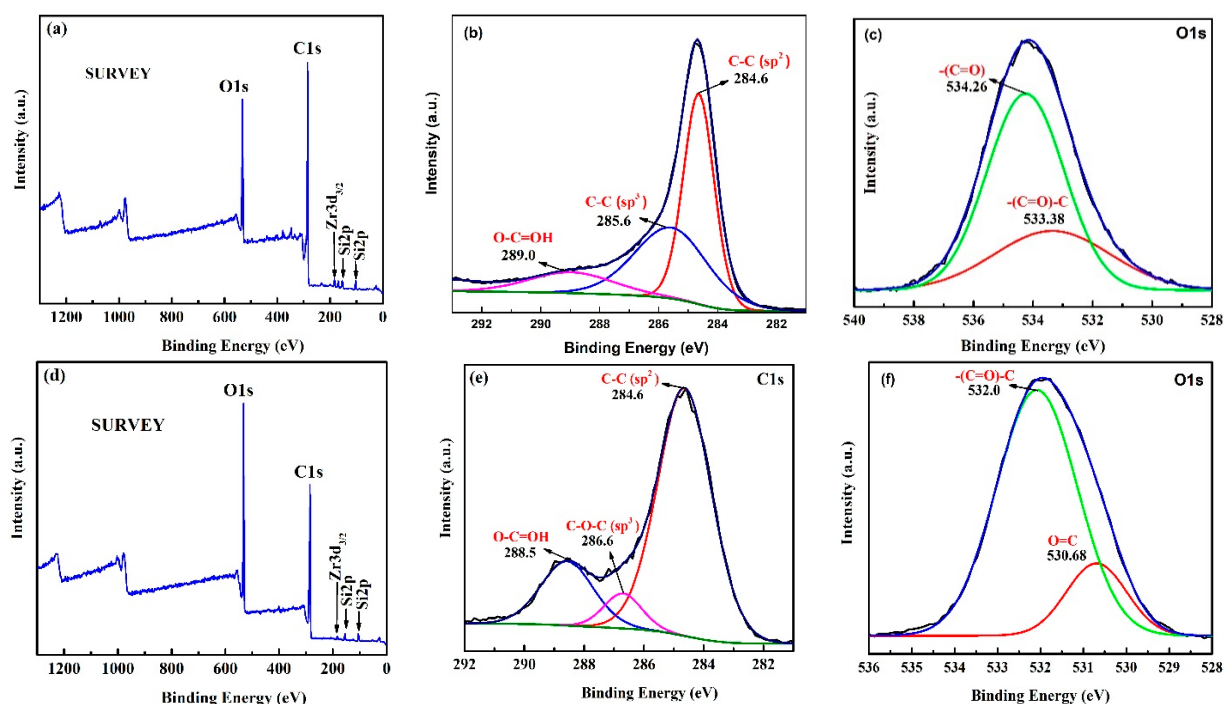 (a)
SURVEY
O1s
C1s
Zr3d3/2
Si2p
Si2p
Intensity (a.u.)
1200 1000 800 600 400 200 0
Binding Energy (eV)
(b)
C-C (sp²)
284.6
C-C (sp³)
285.6
O-C=OH
289.0
Intensity (a.u.)
292 290 288 286 284 282
Binding Energy (eV)
(c)
O1s
-(C=O)
534.26
-(C=O)-C
533.38
Intensity (a.u.)
540 538 536 534 532 530 528
Binding Energy (eV)
(d)
SURVEY
O1s
C1s
Zr3d3/2
Si2p
Si2p
Intensity (a.u.)
1200 1000 800 600 400 200 0
Binding Energy (eV)
(e)
C1s
C-C (sp²)
284.6
C-O-C (sp³)
286.6
O-C=OH
288.5
Intensity (a.u.)
292 290 288 286 284 282
Binding Energy (eV)
(f)
O1s
-(C=O)-C
532.0
O=C
530.68
Intensity (a.u.)
536 535 534 533 532 531 530 529 528
Binding Energy (eV)